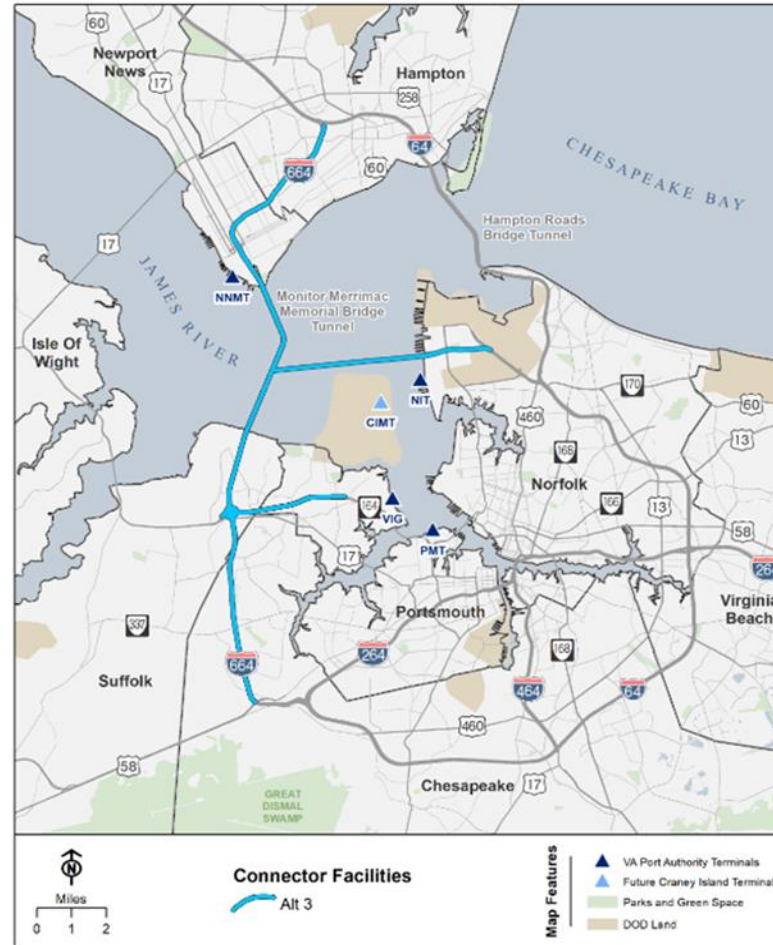 60
Newport
News
17
Hampton
258
64
664
60
CHESAPEAKE BAY
17
Hampton Roads
Bridge Tunnel
JAMES RIVER
NNMT
Monitor Merrimac
Memorial Bridge
Tunnel
Isle Of
Wight
NIT
CIMT
170
460
60
13
168
Norfolk
164
VIG
166
13
17
PMT
58
Portsmouth
Virginia
Beach
337
264
168
664
Suffolk
464
64
460
58
Chesapeake
17
GREAT
DISMAL
SWAMP
N
Miles
0 1 2
Connector Facilities
Alt 3
Map Features
VA Port Authority Terminals
Future Craney Island Terminal
Parks and Green Space
DOD Land